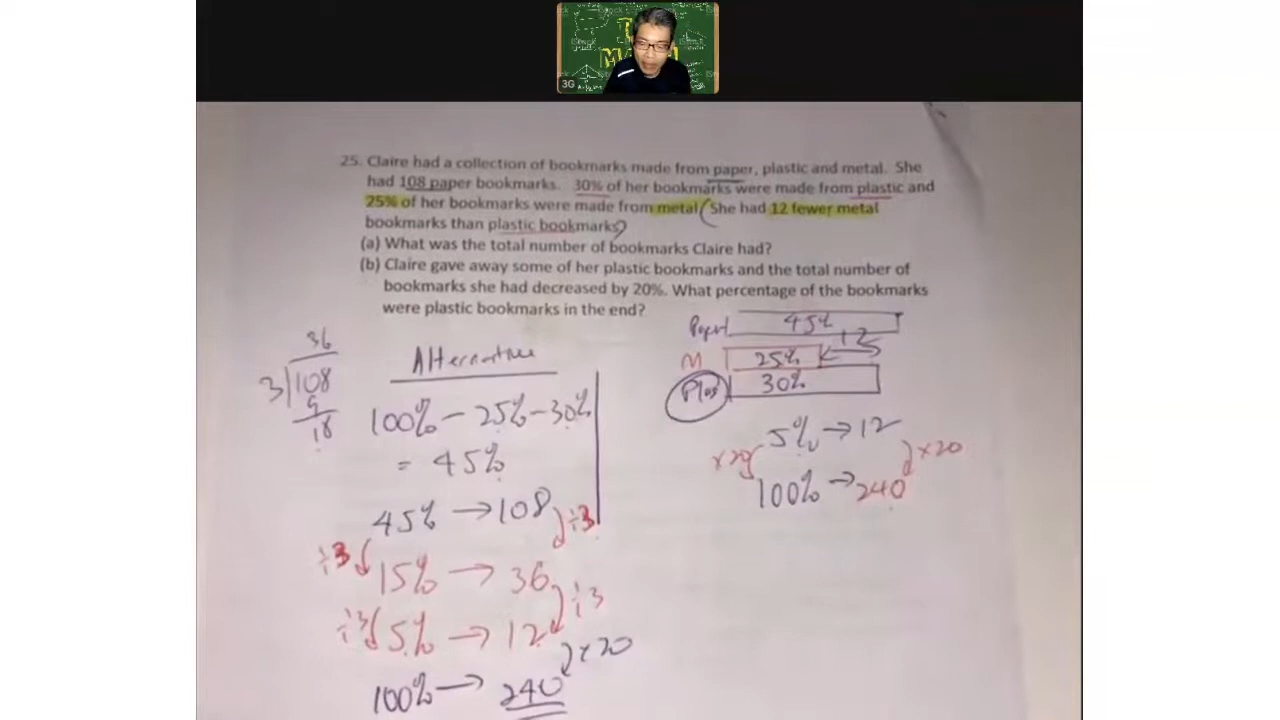 3G
25. Claire had a collection of bookmarks made from paper, plastic and metal. She
had 108 paper bookmarks. 30% of her bookmarks were made from plastic and
25% of her bookmarks were made from metal (She had 12 fewer metal
bookmarks than plastic bookmarks)
(a) What was the total number of bookmarks Claire had?
(b) Claire gave away some of her plastic bookmarks and the total number of
bookmarks she had decreased by 20%. What percentage of the bookmarks
were plastic bookmarks in the end?
36
3 108
9
18
Alternative
100% - 25% - 30%
= 45%
45% → 108
÷3 ÷3
15% → 36
÷3 ÷3
5% → 12
×20
100% → 240
45%
M 25% 12
Plas 30%
5% → 12
×20 ×20
100% → 240